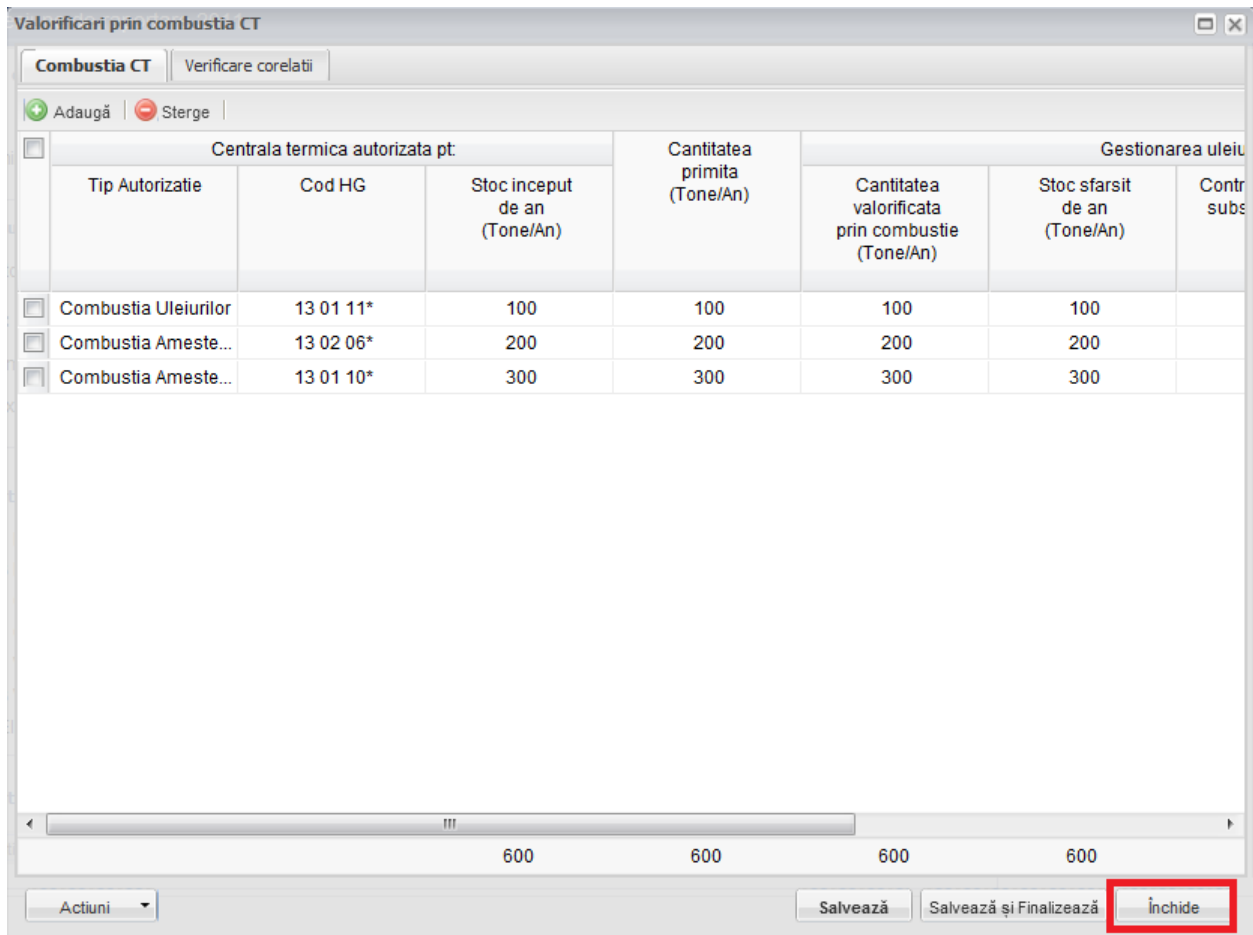 Valorificari prin combustia CT
Combustia CT Verificare corelatii
Adaugă Sterge
Centrala termica autorizata pt:
Cantitatea
primita
(Tone/An)
Gestionarea uleiu
Tip Autorizatie
Cod HG
Stoc inceput
de an
(Tone/An)
Cantitatea
valorificata
prin combustie
(Tone/An)
Stoc sfarsit
de an
(Tone/An)
Contr
subs
Combustia Uleiurilor 13 01 11* 100 100 100 100
Combustia Ameste... 13 02 06* 200 200 200 200
Combustia Ameste... 13 01 10* 300 300 300 300
600 600 600 600
Actiuni Salvează Salvează și Finalizează Închide